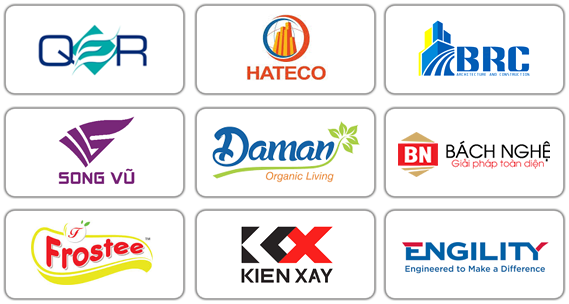 QER
HATECO
BRC
ARCHITECTURE AND CONSTRUCTION
SONG VŨ
Daman
Organic Living
BN
BÁCH NGHỆ
Giải pháp toàn diện
Frostee
TM
KIEN XAY
ENGILITY
Engineered to Make a Difference